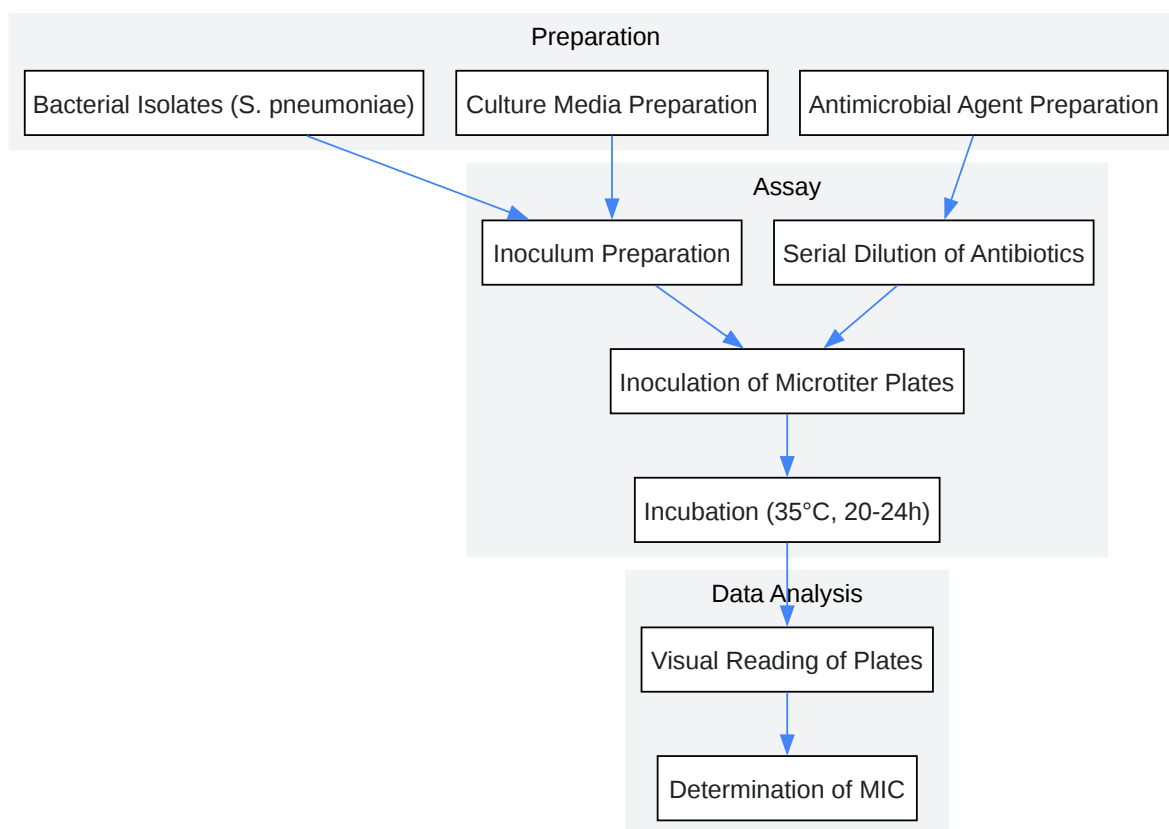 Preparation
Bacterial Isolates (S. pneumoniae)
Culture Media Preparation
Antimicrobial Agent Preparation
Assay
Inoculum Preparation
Serial Dilution of Antibiotics
Inoculation of Microtiter Plates
Incubation (35°C, 20-24h)
Data Analysis
Visual Reading of Plates
Determination of MIC